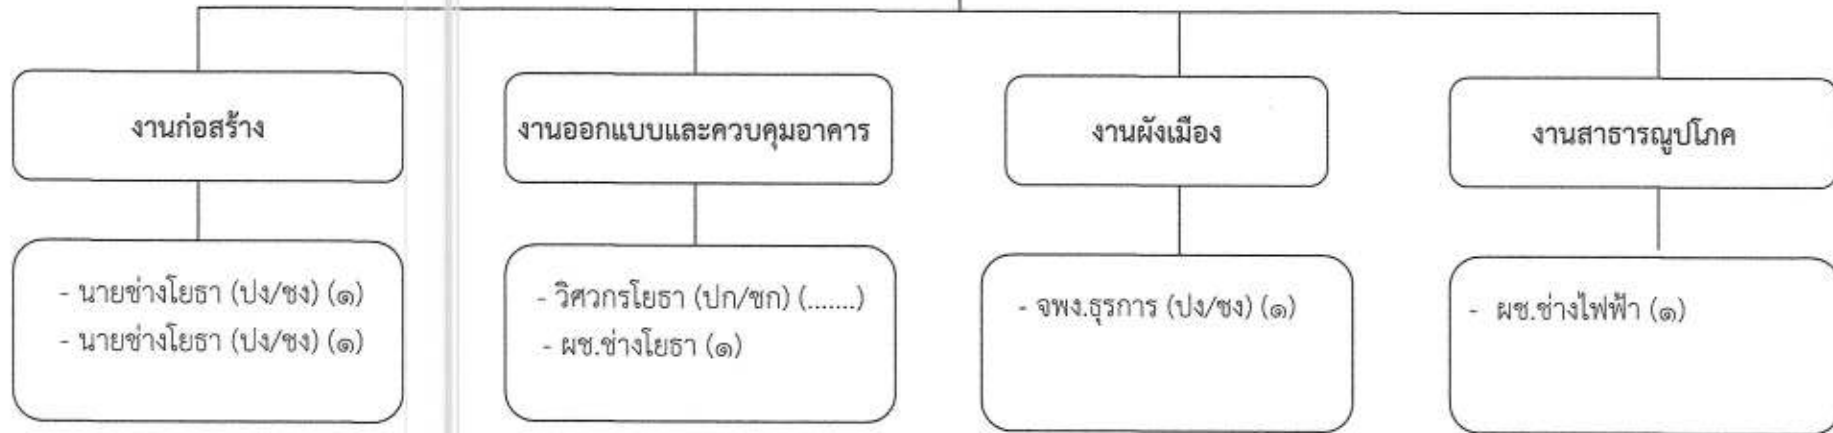 งานก่อสร้าง
งานออกแบบและควบคุมอาคาร
งานผังเมือง
งานสาธารณูปโภค
- นายช่างโยธา (ปง/ชง) (๑)
- นายช่างโยธา (ปง/ชง) (๑)
- วิศวกรโยธา (ปก/ชก) (.......)
- ผช.ช่างโยธา (๑)
- จพง.ธุรการ (ปง/ชง) (๑)
- ผช.ช่างไฟฟ้า (๑)